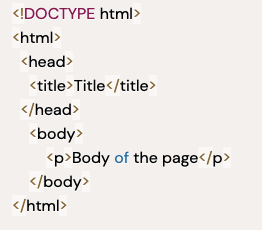 <!DOCTYPE html>
<html>
<head>
<title>Title</title>
</head>
<body>
<p>Body of the page</p>
</body>
</html>